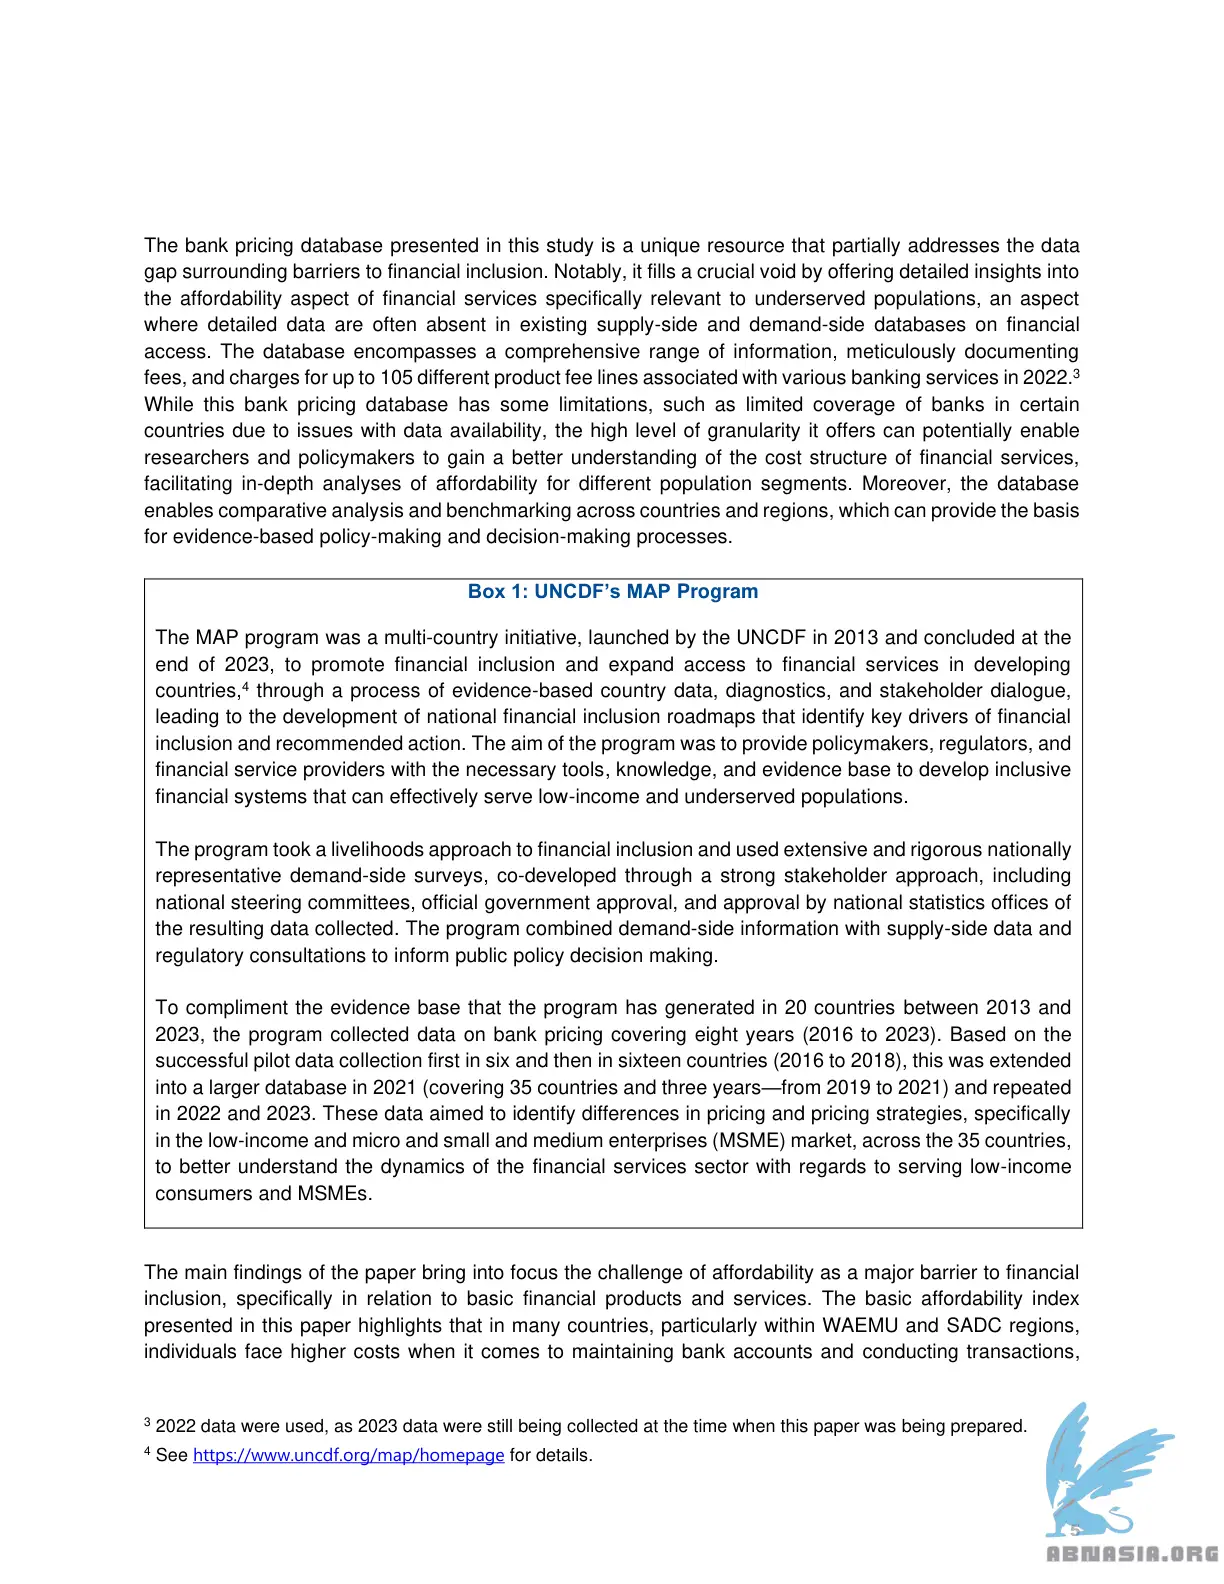 The bank pricing database presented in this study is a unique resource that partially addresses the data
gap surrounding barriers to financial inclusion. Notably, it fills a crucial void by offering detailed insights into
the affordability aspect of financial services specifically relevant to underserved populations, an aspect
where detailed data are often absent in existing supply-side and demand-side databases on financial
access. The database encompasses a comprehensive range of information, meticulously documenting
fees, and charges for up to 105 different product fee lines associated with various banking services in 2022.³
While this bank pricing database has some limitations, such as limited coverage of banks in certain
countries due to issues with data availability, the high level of granularity it offers can potentially enable
researchers and policymakers to gain a better understanding of the cost structure of financial services,
facilitating in-depth analyses of affordability for different population segments. Moreover, the database
enables comparative analysis and benchmarking across countries and regions, which can provide the basis
for evidence-based policy-making and decision-making processes.
Box 1: UNCDF’s MAP Program
The MAP program was a multi-country initiative, launched by the UNCDF in 2013 and concluded at the
end of 2023, to promote financial inclusion and expand access to financial services in developing
countries,⁴ through a process of evidence-based country data, diagnostics, and stakeholder dialogue,
leading to the development of national financial inclusion roadmaps that identify key drivers of financial
inclusion and recommended action. The aim of the program was to provide policymakers, regulators, and
financial service providers with the necessary tools, knowledge, and evidence base to develop inclusive
financial systems that can effectively serve low-income and underserved populations.
The program took a livelihoods approach to financial inclusion and used extensive and rigorous nationally
representative demand-side surveys, co-developed through a strong stakeholder approach, including
national steering committees, official government approval, and approval by national statistics offices of
the resulting data collected. The program combined demand-side information with supply-side data and
regulatory consultations to inform public policy decision making.
To compliment the evidence base that the program has generated in 20 countries between 2013 and
2023, the program collected data on bank pricing covering eight years (2016 to 2023). Based on the
successful pilot data collection first in six and then in sixteen countries (2016 to 2018), this was extended
into a larger database in 2021 (covering 35 countries and three years—from 2019 to 2021) and repeated
in 2022 and 2023. These data aimed to identify differences in pricing and pricing strategies, specifically
in the low-income and micro and small and medium enterprises (MSME) market, across the 35 countries,
to better understand the dynamics of the financial services sector with regards to serving low-income
consumers and MSMEs.
The main findings of the paper bring into focus the challenge of affordability as a major barrier to financial
inclusion, specifically in relation to basic financial products and services. The basic affordability index
presented in this paper highlights that in many countries, particularly within WAEMU and SADC regions,
individuals face higher costs when it comes to maintaining bank accounts and conducting transactions,
³ 2022 data were used, as 2023 data were still being collected at the time when this paper was being prepared.
⁴ See https://www.uncdf.org/map/homepage for details.
5
ABNASIA.ORG